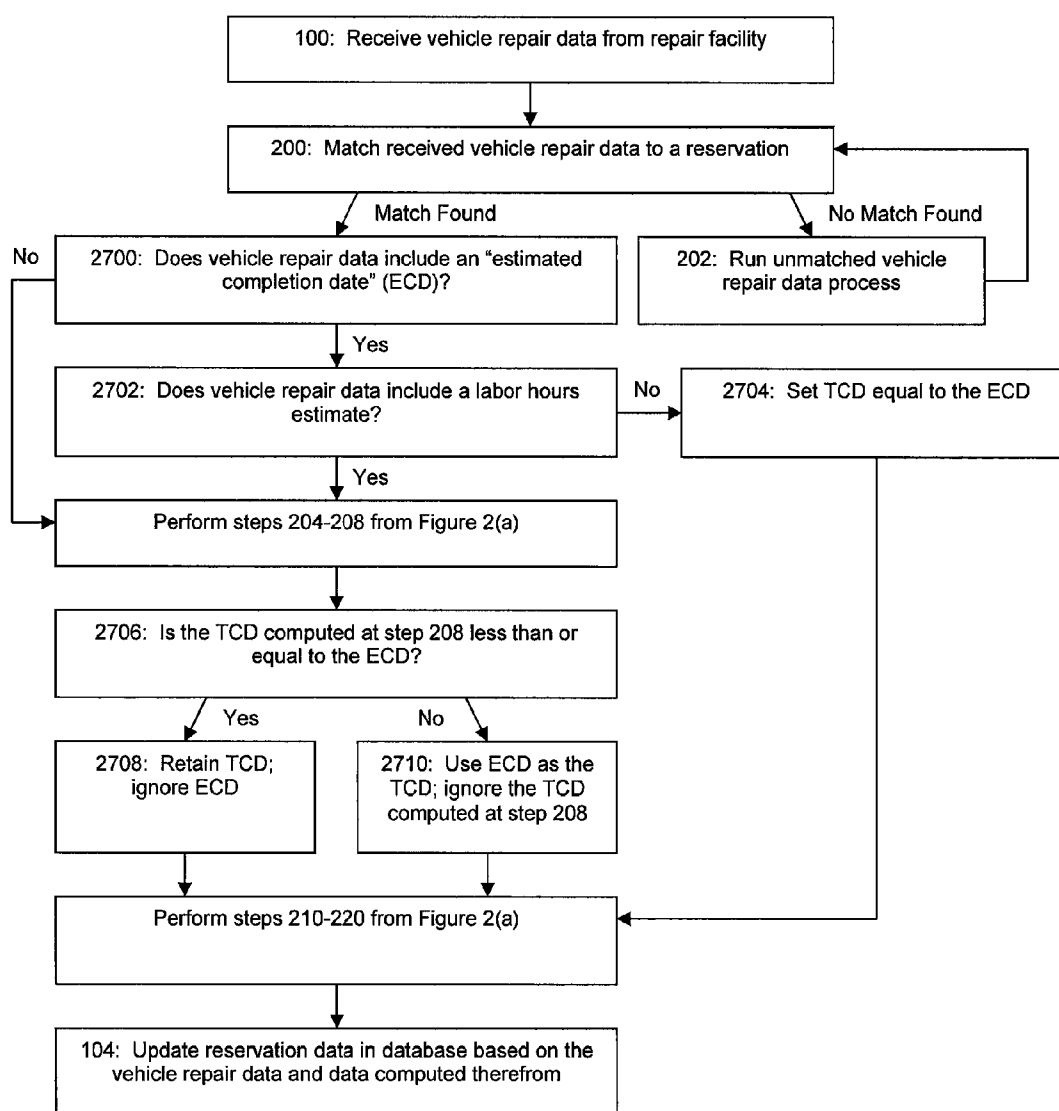 100: Receive vehicle repair data from repair facility
200: Match received vehicle repair data to a reservation
Match Found
No Match Found
No
2700: Does vehicle repair data include an “estimated
completion date” (ECD)?
202: Run unmatched vehicle
repair data process
Yes
2702: Does vehicle repair data include a labor hours
estimate?
No
2704: Set TCD equal to the ECD
Yes
Perform steps 204-208 from Figure 2(a)
2706: Is the TCD computed at step 208 less than or
equal to the ECD?
Yes
No
2708: Retain TCD;
ignore ECD
2710: Use ECD as the
TCD; ignore the TCD
computed at step 208
Perform steps 210-220 from Figure 2(a)
104: Update reservation data in database based on the
vehicle repair data and data computed therefrom